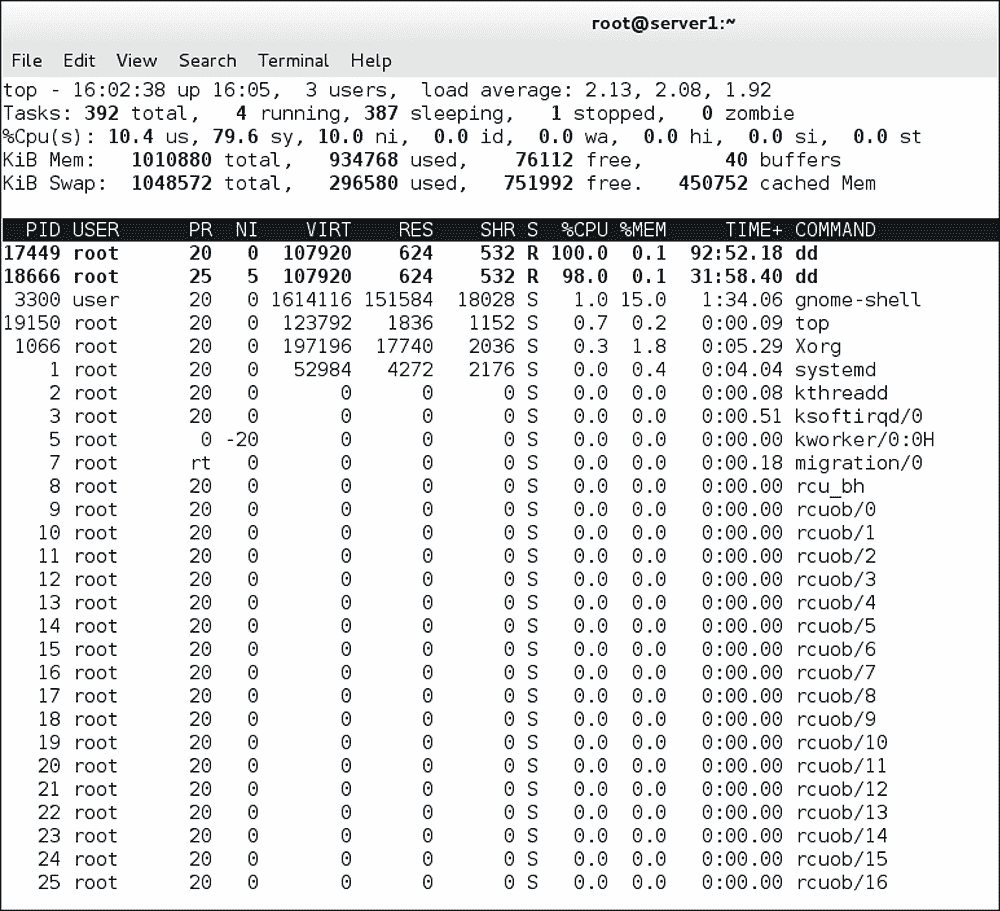 root@server1:~
File Edit View Search Terminal Help
top - 16:02:38 up 16:05,  3 users,  load average: 2.13, 2.08, 1.92
Tasks: 392 total,   4 running, 387 sleeping,   1 stopped,   0 zombie
%Cpu(s): 10.4 us, 79.6 sy, 10.0 ni,  0.0 id,  0.0 wa,  0.0 hi,  0.0 si,  0.0 st
KiB Mem:   1010880 total,   934768 used,    76112 free,       40 buffers
KiB Swap:  1048572 total,   296580 used,   751992 free.   450752 cached Mem
PID USER PR NI VIRT RES SHR S %CPU %MEM TIME+ COMMAND
17449 root 20 0 107920 624 532 R 100.0 0.1 92:52.18 dd
18666 root 25 5 107920 624 532 R 98.0 0.1 31:58.40 dd
3300 user 20 0 1614116 151584 18028 S 1.0 15.0 1:34.06 gnome-shell
19150 root 20 0 123792 1836 1152 S 0.7 0.2 0:00.09 top
1066 root 20 0 197196 17740 2036 S 0.3 1.8 0:05.29 Xorg
1 root 20 0 52984 4272 2176 S 0.0 0.4 0:04.04 systemd
2 root 20 0 0 0 0 S 0.0 0.0 0:00.08 kthreadd
3 root 20 0 0 0 0 S 0.0 0.0 0:00.51 ksoftirqd/0
5 root 0 -20 0 0 0 S 0.0 0.0 0:00.00 kworker/0:0H
7 root rt 0 0 0 0 S 0.0 0.0 0:00.18 migration/0
8 root 20 0 0 0 0 S 0.0 0.0 0:00.00 rcu_bh
9 root 20 0 0 0 0 S 0.0 0.0 0:00.00 rcuob/0
10 root 20 0 0 0 0 S 0.0 0.0 0:00.00 rcuob/1
11 root 20 0 0 0 0 S 0.0 0.0 0:00.00 rcuob/2
12 root 20 0 0 0 0 S 0.0 0.0 0:00.00 rcuob/3
13 root 20 0 0 0 0 S 0.0 0.0 0:00.00 rcuob/4
14 root 20 0 0 0 0 S 0.0 0.0 0:00.00 rcuob/5
15 root 20 0 0 0 0 S 0.0 0.0 0:00.00 rcuob/6
16 root 20 0 0 0 0 S 0.0 0.0 0:00.00 rcuob/7
17 root 20 0 0 0 0 S 0.0 0.0 0:00.00 rcuob/8
18 root 20 0 0 0 0 S 0.0 0.0 0:00.00 rcuob/9
19 root 20 0 0 0 0 S 0.0 0.0 0:00.00 rcuob/10
20 root 20 0 0 0 0 S 0.0 0.0 0:00.00 rcuob/11
21 root 20 0 0 0 0 S 0.0 0.0 0:00.00 rcuob/12
22 root 20 0 0 0 0 S 0.0 0.0 0:00.00 rcuob/13
23 root 20 0 0 0 0 S 0.0 0.0 0:00.00 rcuob/14
24 root 20 0 0 0 0 S 0.0 0.0 0:00.00 rcuob/15
25 root 20 0 0 0 0 S 0.0 0.0 0:00.00 rcuob/16